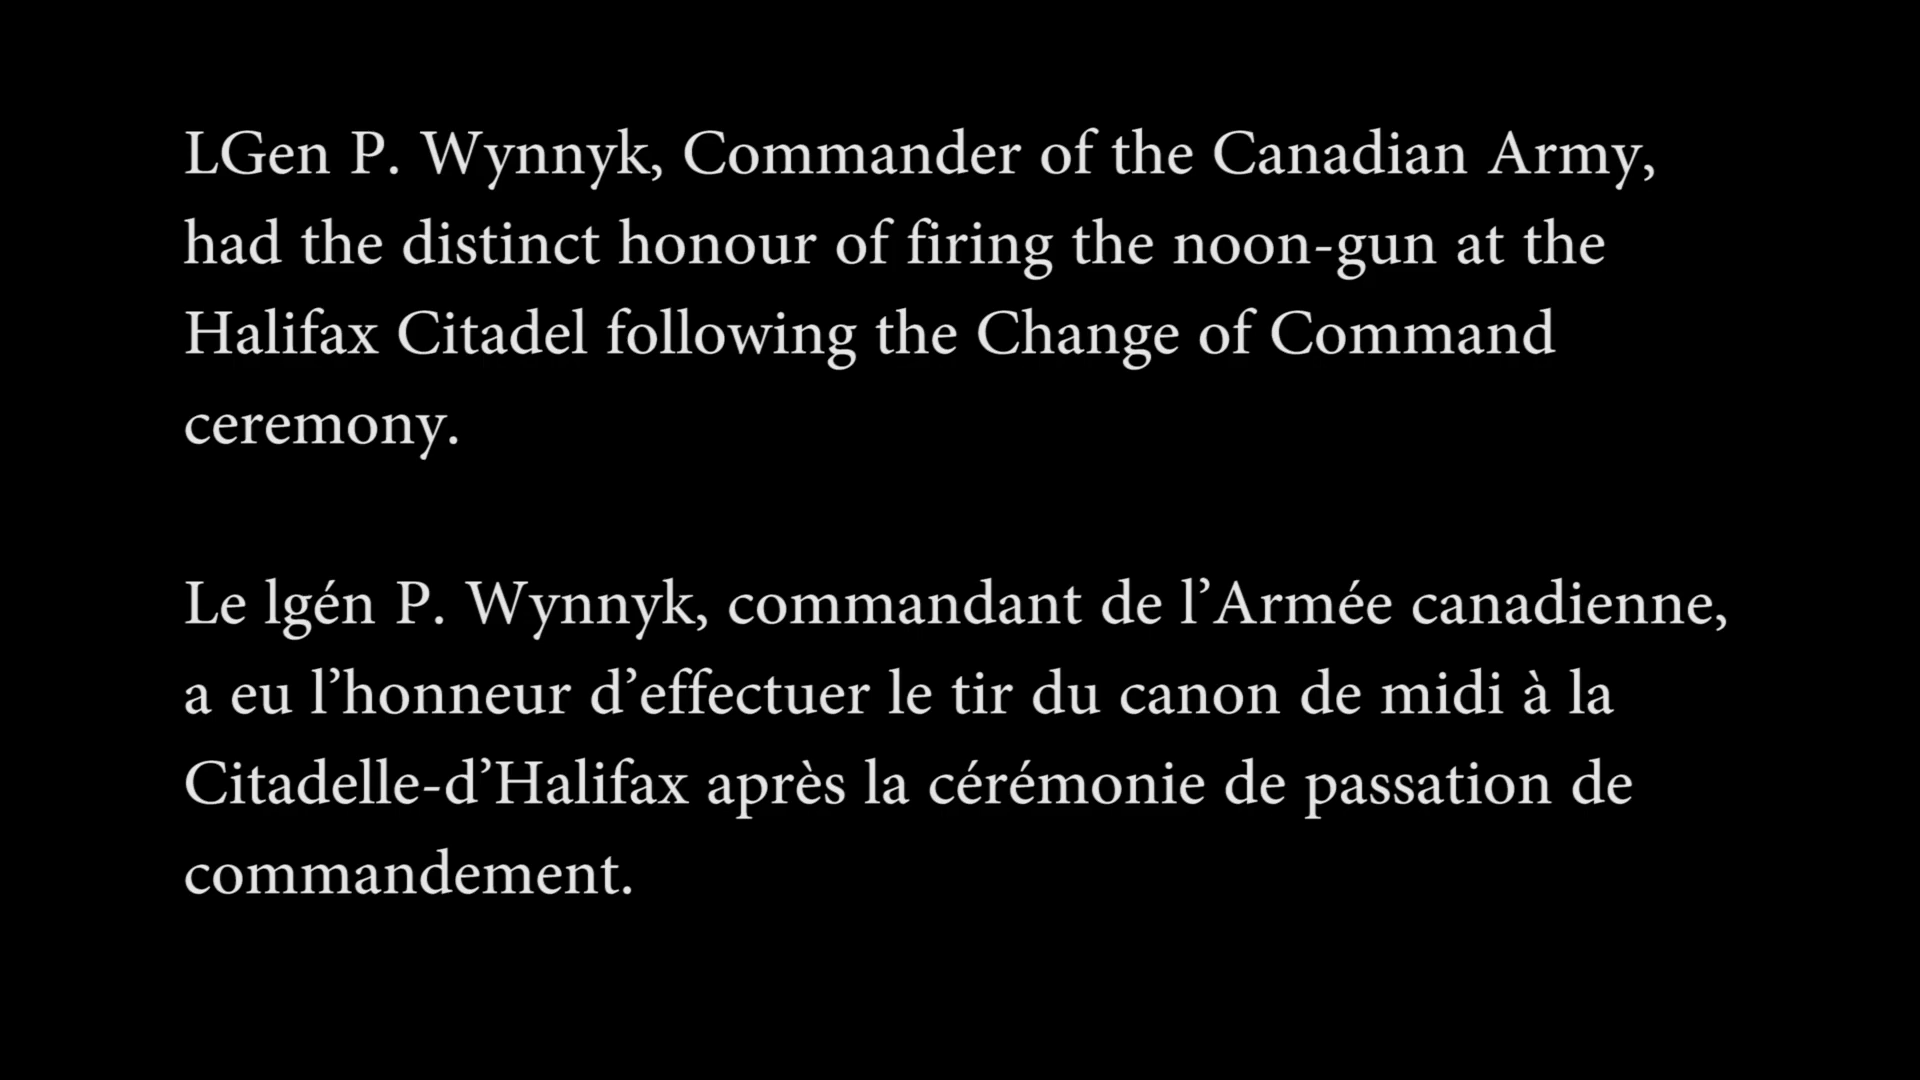 LGen P. Wynnyk, Commander of the Canadian Army,
had the distinct honour of firing the noon-gun at the
Halifax Citadel following the Change of Command
ceremony.
Le lgén P. Wynnyk, commandant de l’Armée canadienne,
a eu l’honneur d’effectuer le tir du canon de midi à la
Citadelle-d’Halifax après la cérémonie de passation de
commandement.